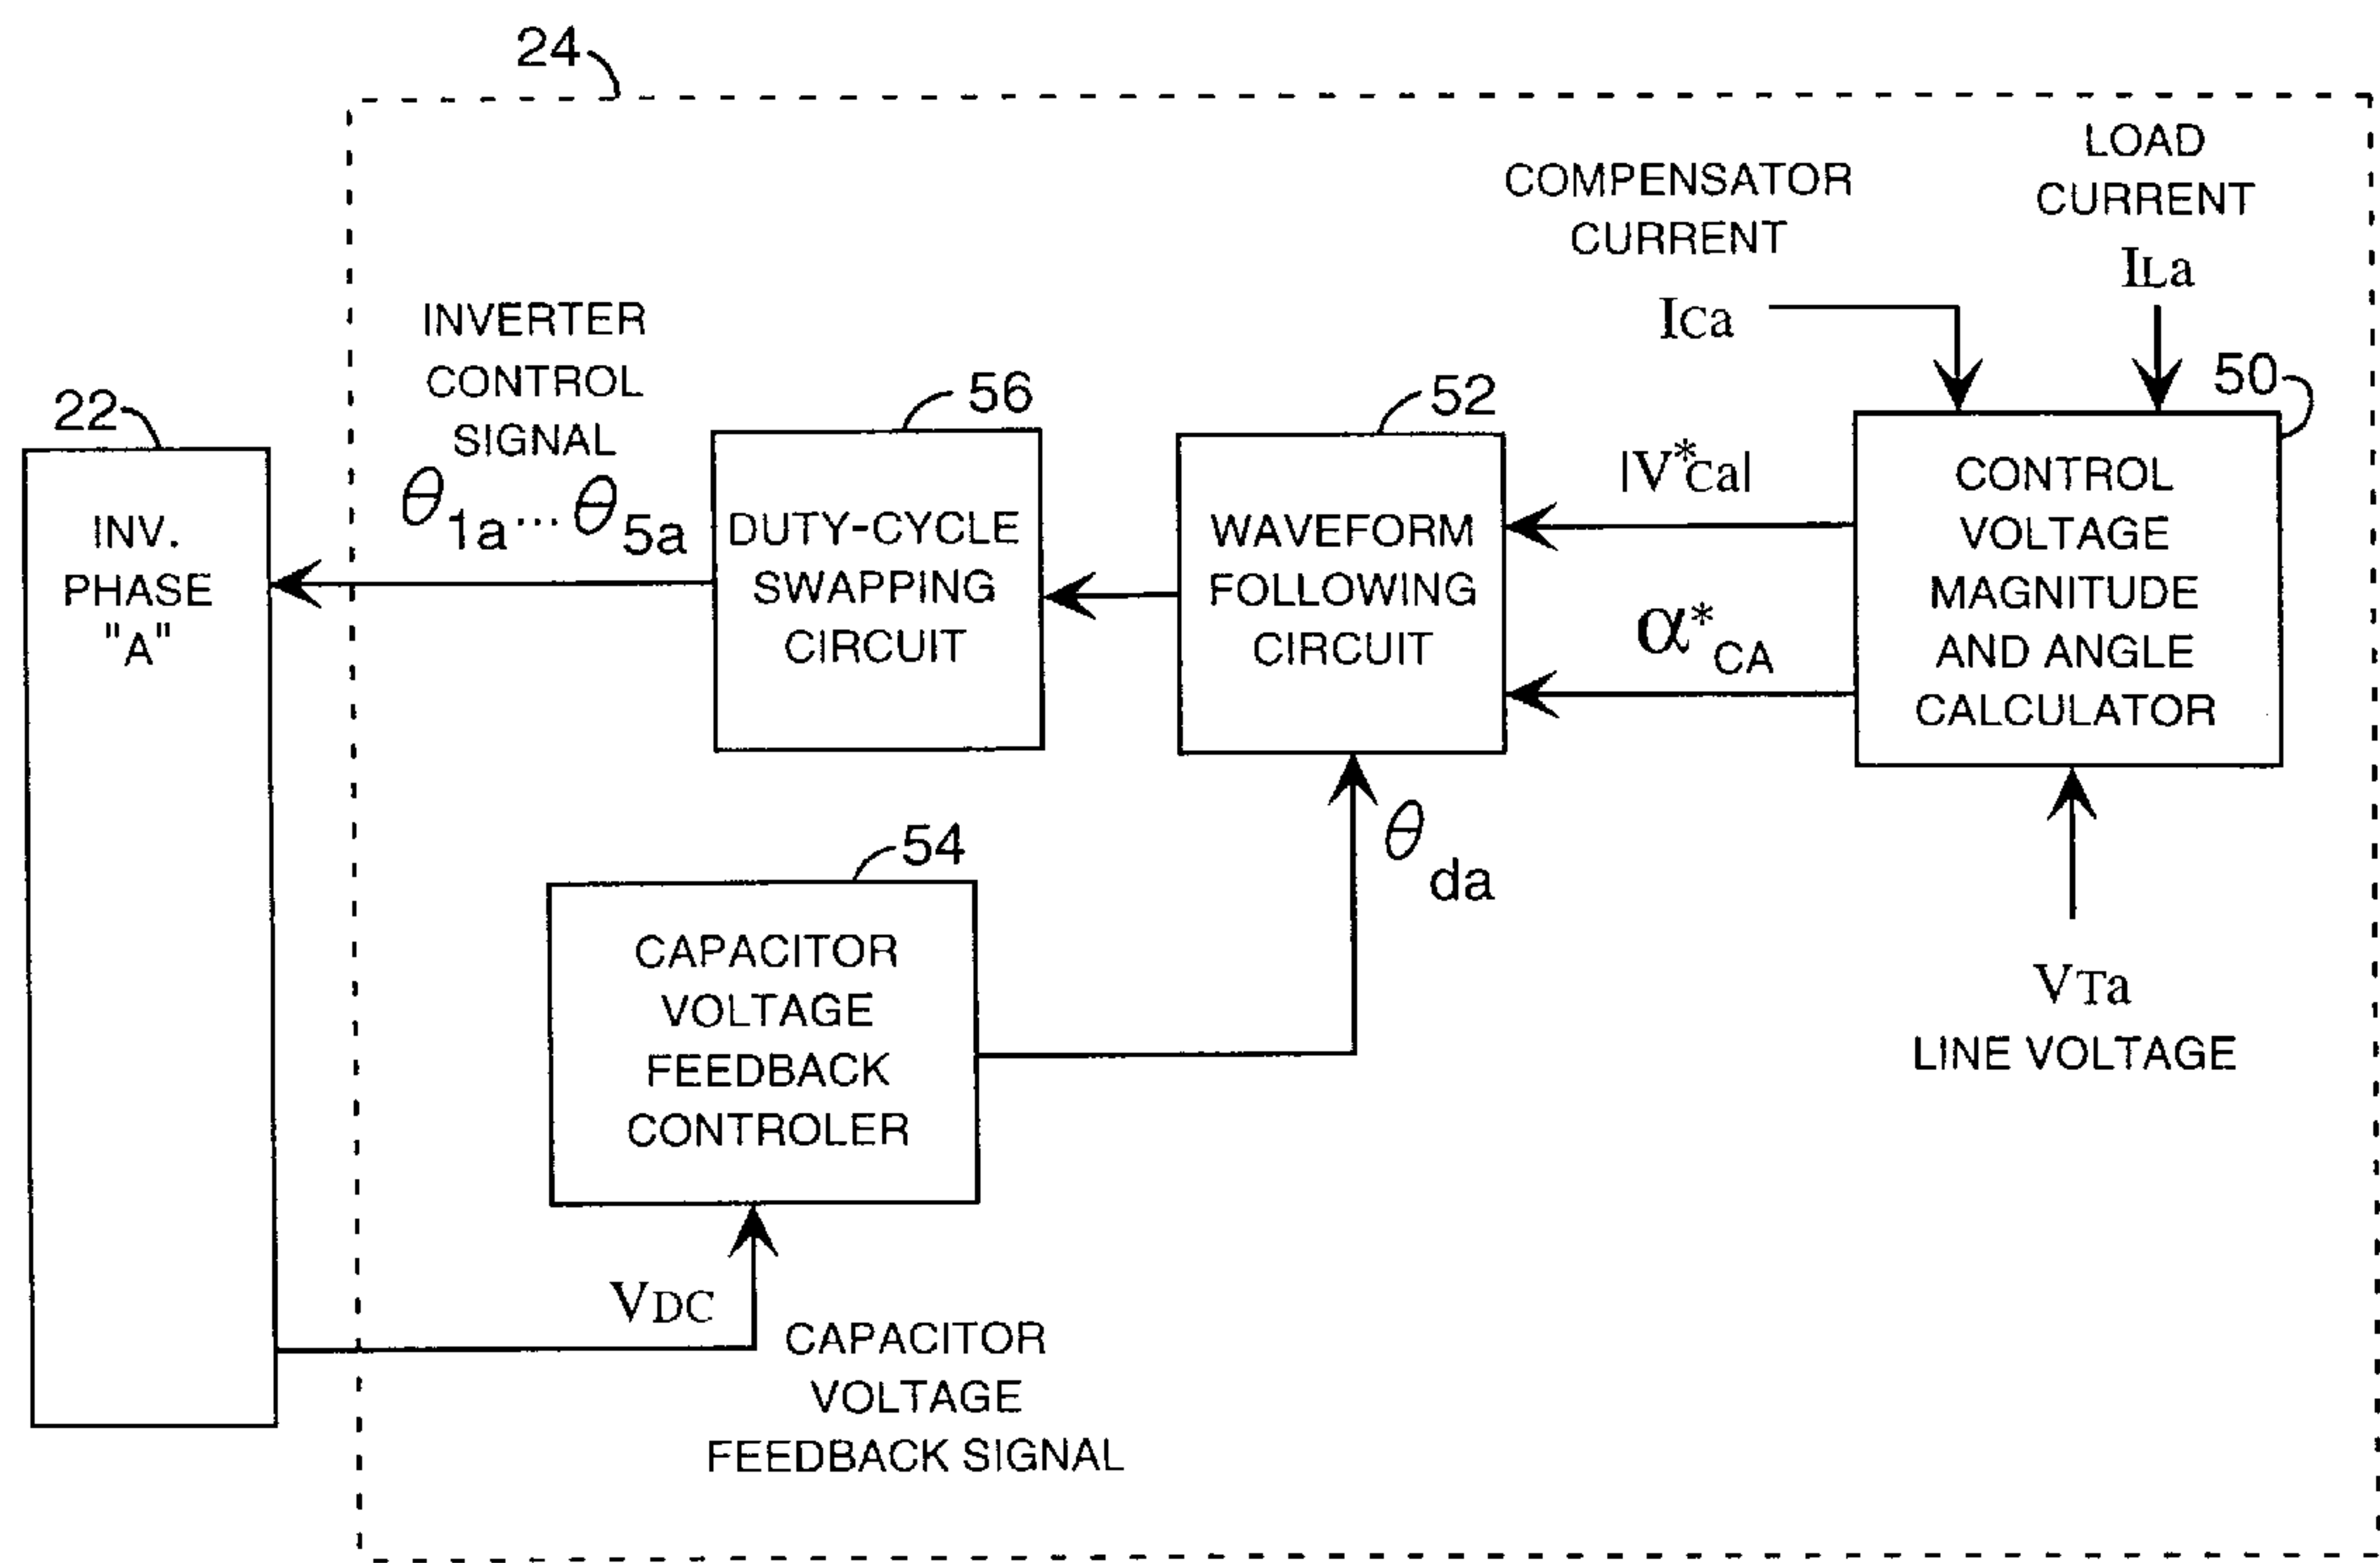 24
LOAD
CURRENT
ILa
COMPENSATOR
CURRENT
ICa
INVERTER
CONTROL
SIGNAL
θ1a...θ5a
22
INV.
PHASE
"A"
56
DUTY-CYCLE
SWAPPING
CIRCUIT
52
WAVEFORM
FOLLOWING
CIRCUIT
|V*Ca|
α*CA
50
CONTROL
VOLTAGE
MAGNITUDE
AND ANGLE
CALCULATOR
θda
54
CAPACITOR
VOLTAGE
FEEDBACK
CONTROLER
VTa
LINE VOLTAGE
VDC
CAPACITOR
VOLTAGE
FEEDBACK SIGNAL